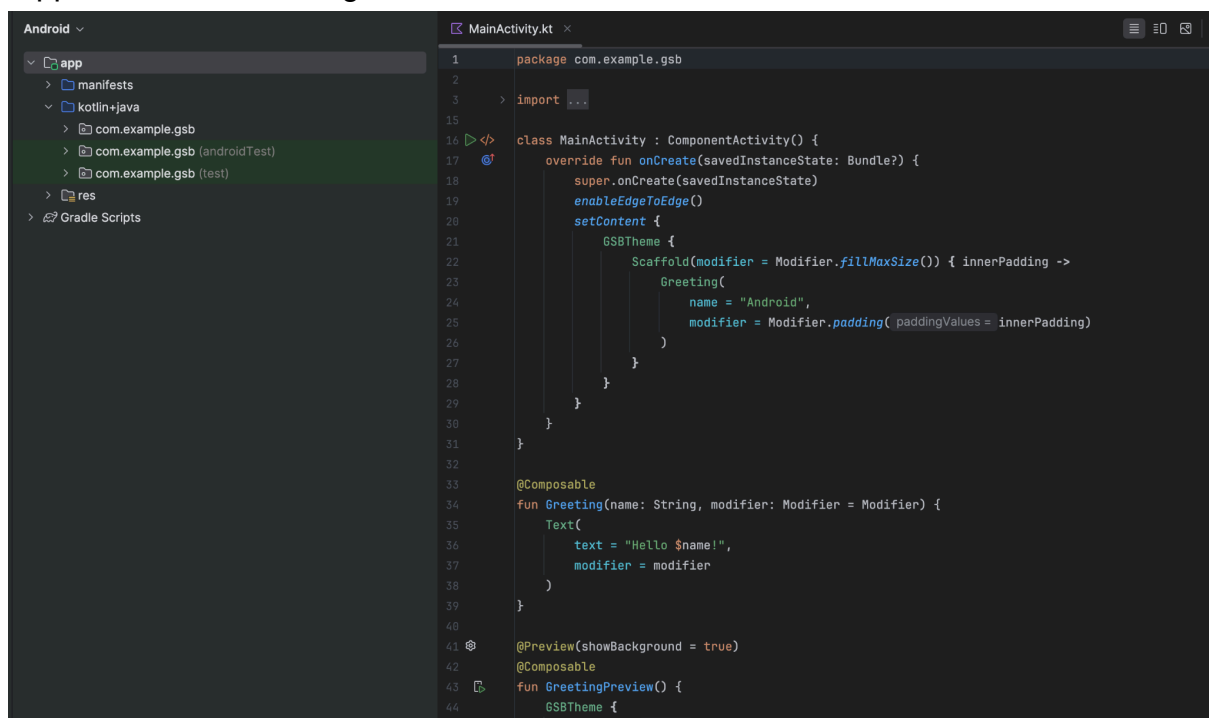 Android
app
manifests
kotlin+java
com.example.gsb
com.example.gsb (androidTest)
com.example.gsb (test)
res
Gradle Scripts
MainActivity.kt
1 package com.example.gsb
2
3 import ...
15
16 class MainActivity : ComponentActivity() {
17 override fun onCreate(savedInstanceState: Bundle?) {
18 super.onCreate(savedInstanceState)
19 enableEdgeToEdge()
20 setContent {
21 GSBTheme {
22 Scaffold(modifier = Modifier.fillMaxSize()) { innerPadding ->
23 Greeting(
24 name = "Android",
25 modifier = Modifier.padding( paddingValues = innerPadding)
26 )
27 }
28 }
29 }
30 }
31 }
32
33 @Composable
34 fun Greeting(name: String, modifier: Modifier = Modifier) {
35 Text(
36 text = "Hello $name!",
37 modifier = modifier
38 )
39 }
40
41 @Preview(showBackground = true)
42 @Composable
43 fun GreetingPreview() {
44 GSBTheme {